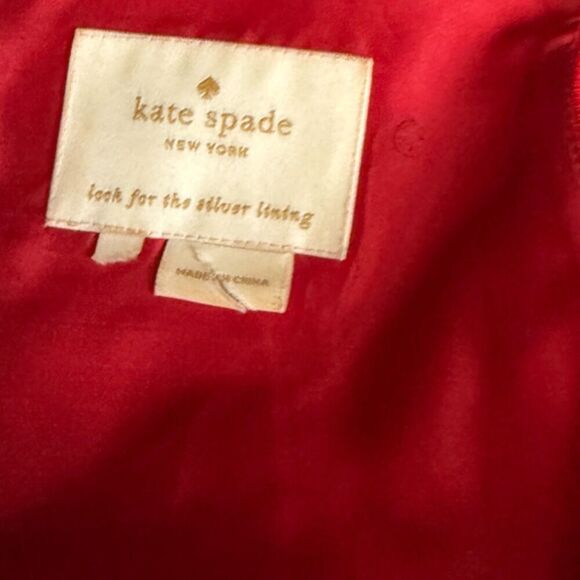 kate spade
NEW YORK
look for the silver lining
MADE IN CHINA